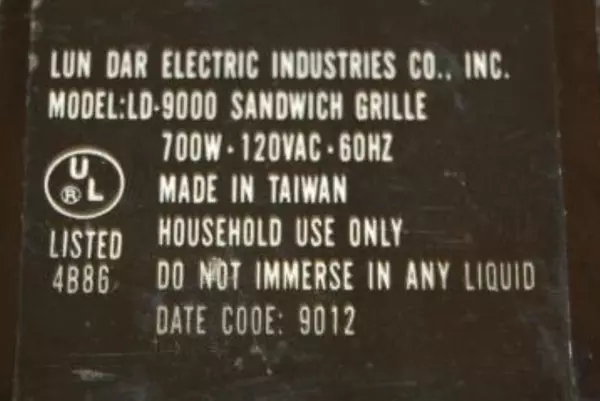 LUN DAR ELECTRIC INDUSTRIES CO., INC.
MODEL:LD-9000 SANDWICH GRILLE
700W·120VAC·60HZ
UL
®
MADE IN TAIWAN
LISTED
4B86
HOUSEHOLD USE ONLY
DO NOT IMMERSE IN ANY LIQUID
DATE CODE: 9012